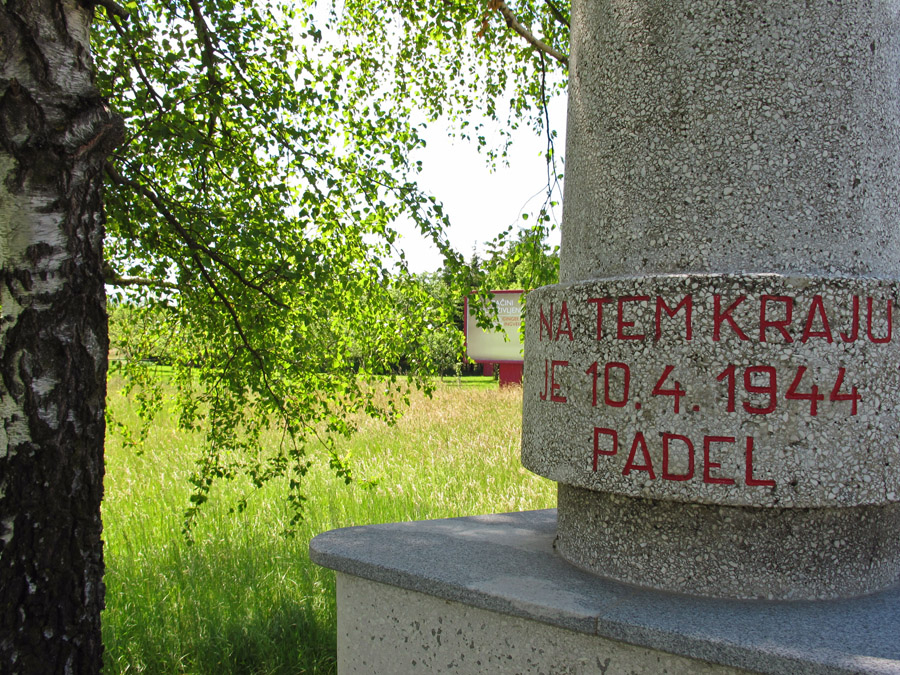 NA TEM KRAJU
JE 10.4.1944
PADEL